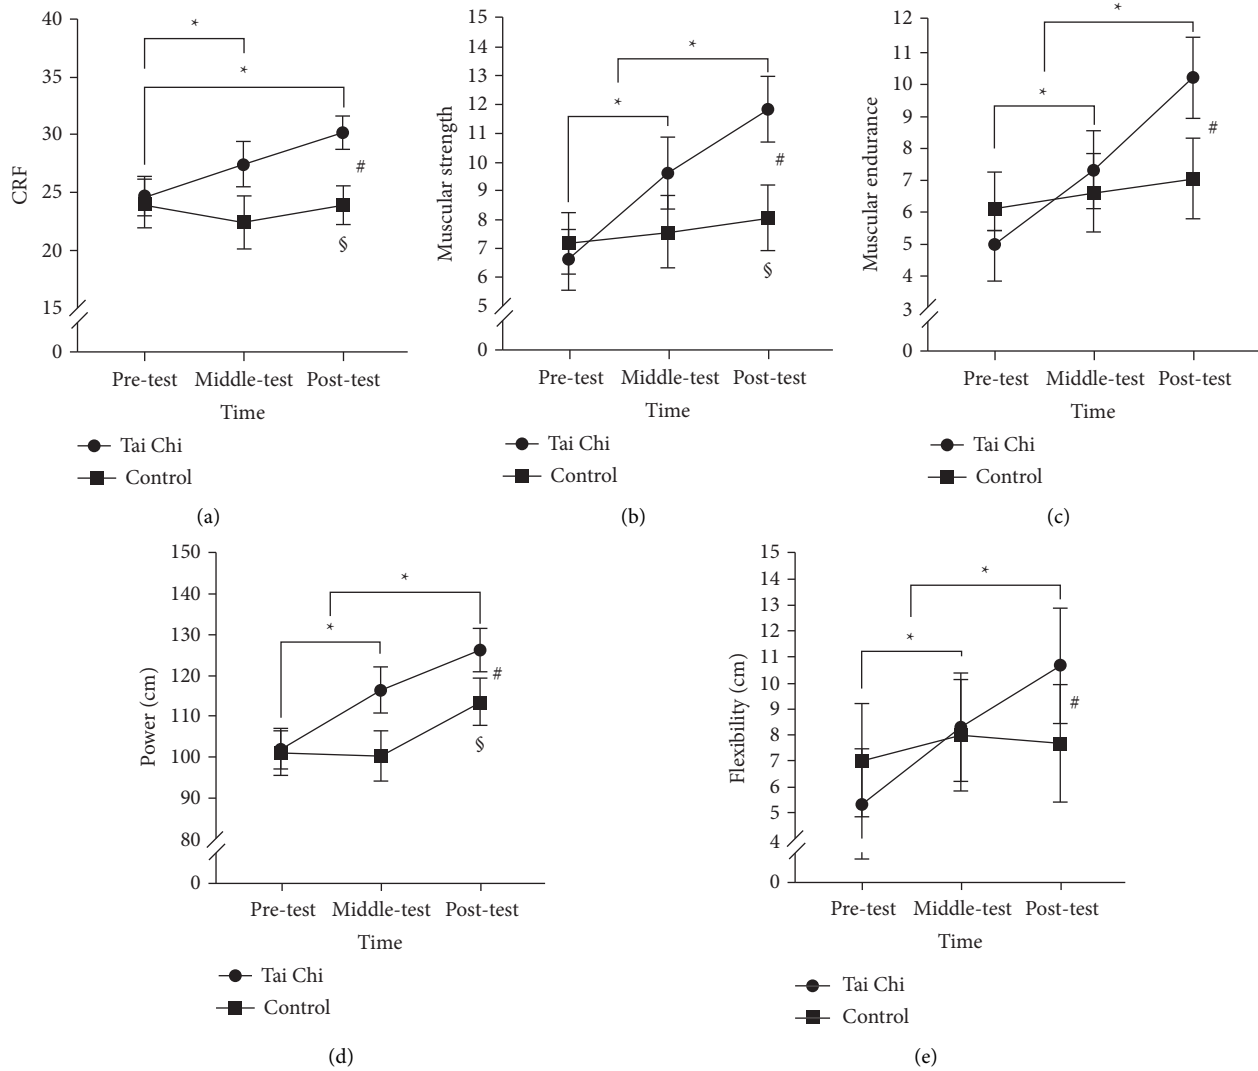 CRF
40
35
30
25
20
15
0
*
*
#
§
Pre-test Middle-test Post-test
Time
Tai Chi
Control
(a)
Muscular strength
15
14
13
12
11
10
9
8
7
6
5
0
*
*
#
§
Pre-test Middle-test Post-test
Time
Tai Chi
Control
(b)
Muscular endurance
12
11
10
9
8
7
6
5
4
3
0
*
*
#
Pre-test Middle-test Post-test
Time
Tai Chi
Control
(c)
Power (cm)
150
140
130
120
110
100
90
80
0
*
*
#
§
Pre-test Middle-test Post-test
Time
Tai Chi
Control
(d)
Flexibility (cm)
15
14
13
12
11
10
9
8
7
6
5
4
0
*
*
#
Pre-test Middle-test Post-test
Time
Tai Chi
Control
(e)